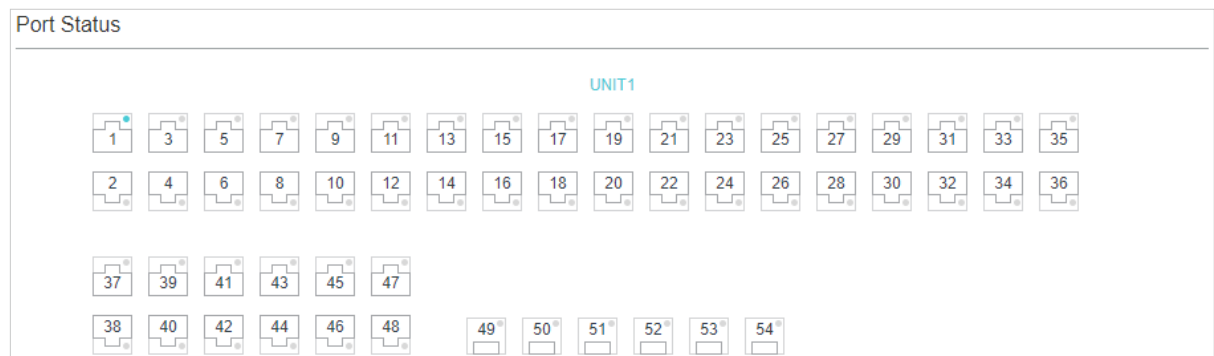 Port Status
UNIT1
1 3 5 7 9 11 13 15 17 19 21 23 25 27 29 31 33 35
2 4 6 8 10 12 14 16 18 20 22 24 26 28 30 32 34 36
37 39 41 43 45 47
38 40 42 44 46 48 49 50 51 52 53 54